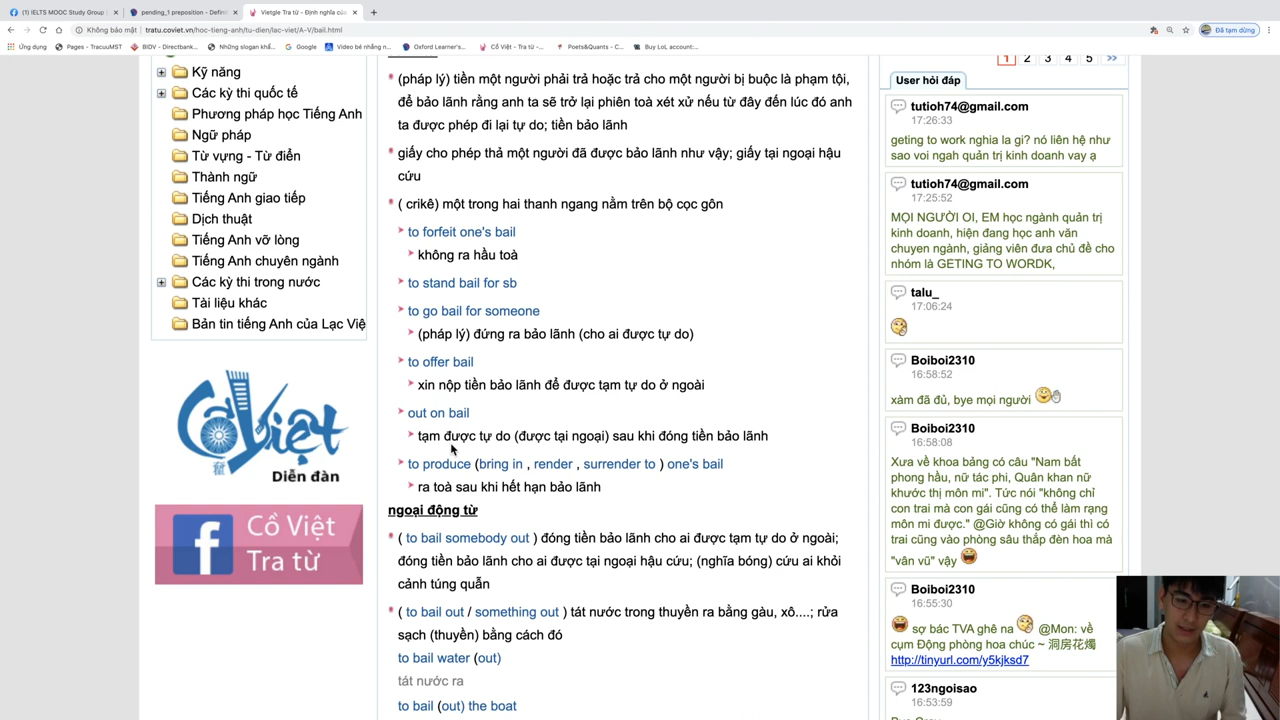 (1) IELTS MOOC Study Group
pending_1 preposition - Defini
Vietgle Tra từ - Định nghĩa củ
Không bảo mật
tratu.coviet.vn/hoc-tieng-anh/tu-dien/lac-viet/A-V/bail.html
Đã tạm dừng
Ứng dụng
Pages - TracuuMST
BIDV - Directbank...
Những slogan khẩ...
Google
Video bé nhảng n...
Oxford Learner's...
Cồ Việt - Tra từ -...
Poets&Quants - C...
Buy LoL account:...
Kỹ năng
Các kỳ thi quốc tế
Phương pháp học Tiếng Anh
Ngữ pháp
Từ vựng - Từ điển
Thành ngữ
Tiếng Anh giao tiếp
Dịch thuật
Tiếng Anh vỡ lòng
Tiếng Anh chuyên ngành
Các kỳ thi trong nước
Tài liệu khác
Bản tin tiếng Anh của Lạc Việ
CồViệt
Diễn đàn
f Cồ Việt
Tra từ
(pháp lý) tiền một người phải trả hoặc trả cho một người bị buộc là phạm tội,
để bảo lãnh rằng anh ta sẽ trở lại phiên toà xét xử nếu từ đây đến lúc đó anh
ta được phép đi lại tự do; tiền bảo lãnh
giấy cho phép thả một người đã được bảo lãnh như vậy; giấy tại ngoại hậu
cứu
( crikê) một trong hai thanh ngang nằm trên bộ cọc gôn
to forfeit one's bail
không ra hầu toà
to stand bail for sb
to go bail for someone
(pháp lý) đứng ra bảo lãnh (cho ai được tự do)
to offer bail
xin nộp tiền bảo lãnh để được tạm tự do ở ngoài
out on bail
tạm được tự do (được tại ngoại) sau khi đóng tiền bảo lãnh
to produce (bring in , render , surrender to ) one's bail
ra toà sau khi hết hạn bảo lãnh
ngoại động từ
( to bail somebody out ) đóng tiền bảo lãnh cho ai được tạm tự do ở ngoài;
đóng tiền bảo lãnh cho ai được tại ngoại hậu cứu; (nghĩa bóng) cứu ai khỏi
cảnh túng quẫn
( to bail out / something out ) tát nước trong thuyền ra bằng gàu, xô....; rửa
sạch (thuyền) bằng cách đó
to bail water (out)
tát nước ra
to bail (out) the boat
1 2 3 4 5 >>
User hỏi đáp
tutioh74@gmail.com
17:26:33
geting to work nghia la gi? nó liên hệ như
sao voi ngah quản trị kinh doanh vay ạ
tutioh74@gmail.com
17:25:52
MỌI NGƯỜI OI, EM học ngành quản trị
kinh doanh, hiện đang học anh văn
chuyen ngành, giảng viên đưa chủ đề cho
nhóm là GETING TO WORDK,
talu_
17:06:24
Boiboi2310
16:58:52
xàm đã đủ, bye mọi người
Boiboi2310
16:58:08
Xưa về khoa bảng có câu "Nam bất
phong hầu, nữ tác phi, Quân khan nữ
khước thị môn mi". Tức nói "không chỉ
con trai mà con gái cũng có thể làm rạng
môn mi được." @Giờ không có gái thì có
trai cũng vào phòng sâu thắp đèn hoa mà
"vân vũ" vậy
Boiboi2310
16:55:30
sợ bác TVA ghê na @Mon: về
cụm Động phòng hoa chúc ~ 洞房花燭
http://tinyurl.com/y5kjksd7
123ngoisao
16:53:59